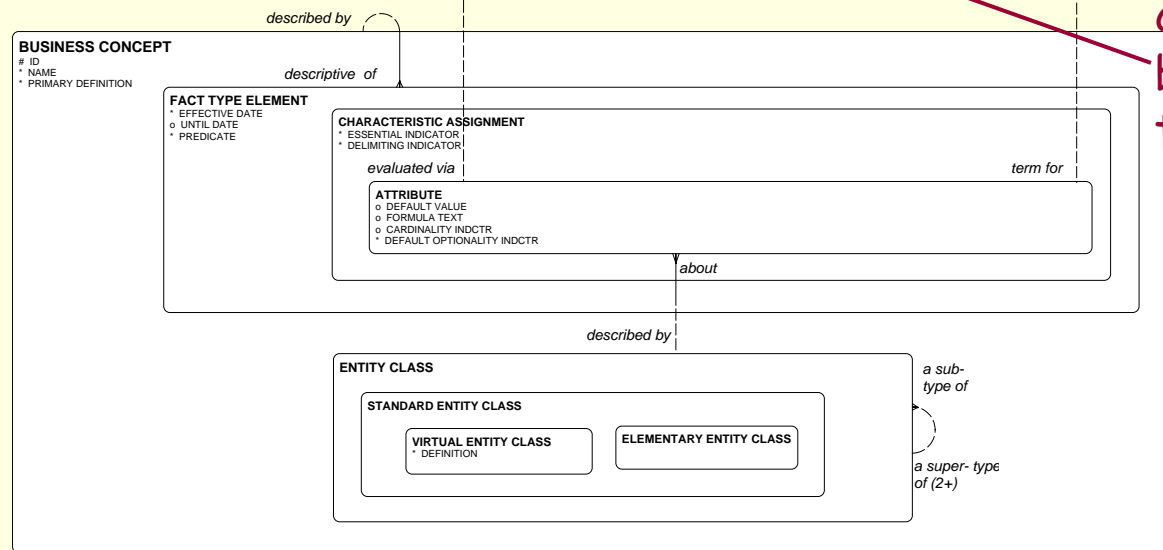 described by
BUSINESS CONCEPT
# ID
* NAME
* PRIMARY DEFINITION
descriptive of
FACT TYPE ELEMENT
* EFFECTIVE DATE
o UNTIL DATE
* PREDICATE
CHARACTERISTIC ASSIGNMENT
* ESSENTIAL INDICATOR
* DELIMITING INDICATOR
evaluated via
term for
ATTRIBUTE
o DEFAULT VALUE
o FORMULA TEXT
o CARDINALITY INDCTR
* DEFAULT OPTIONALITY INDCTR
about
described by
ENTITY CLASS
a sub-
type of
STANDARD ENTITY CLASS
VIRTUAL ENTITY CLASS
* DEFINITION
ELEMENTARY ENTITY CLASS
a super- type
of (2+)